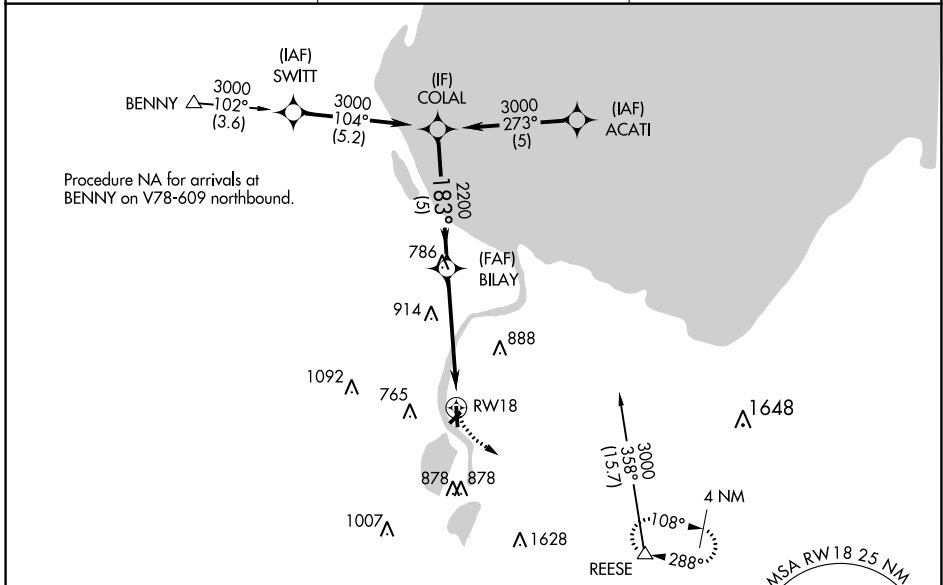 (IAF)
SWITT
BENNY
3000
102°
(3.6)
3000
104°
(5.2)
(IF)
COLAL
3000
273°
(5)
(IAF)
ACATI
Procedure NA for arrivals at
BENNY on V78-609 northbound.
2200
183°
(5)
786
(FAF)
BILAY
914
888
1092
765
RW18
1648
3000
358°
(15.7)
4 NM
878
878
108°
1007
1628
288°
REESE
MSA RW18 25 NM